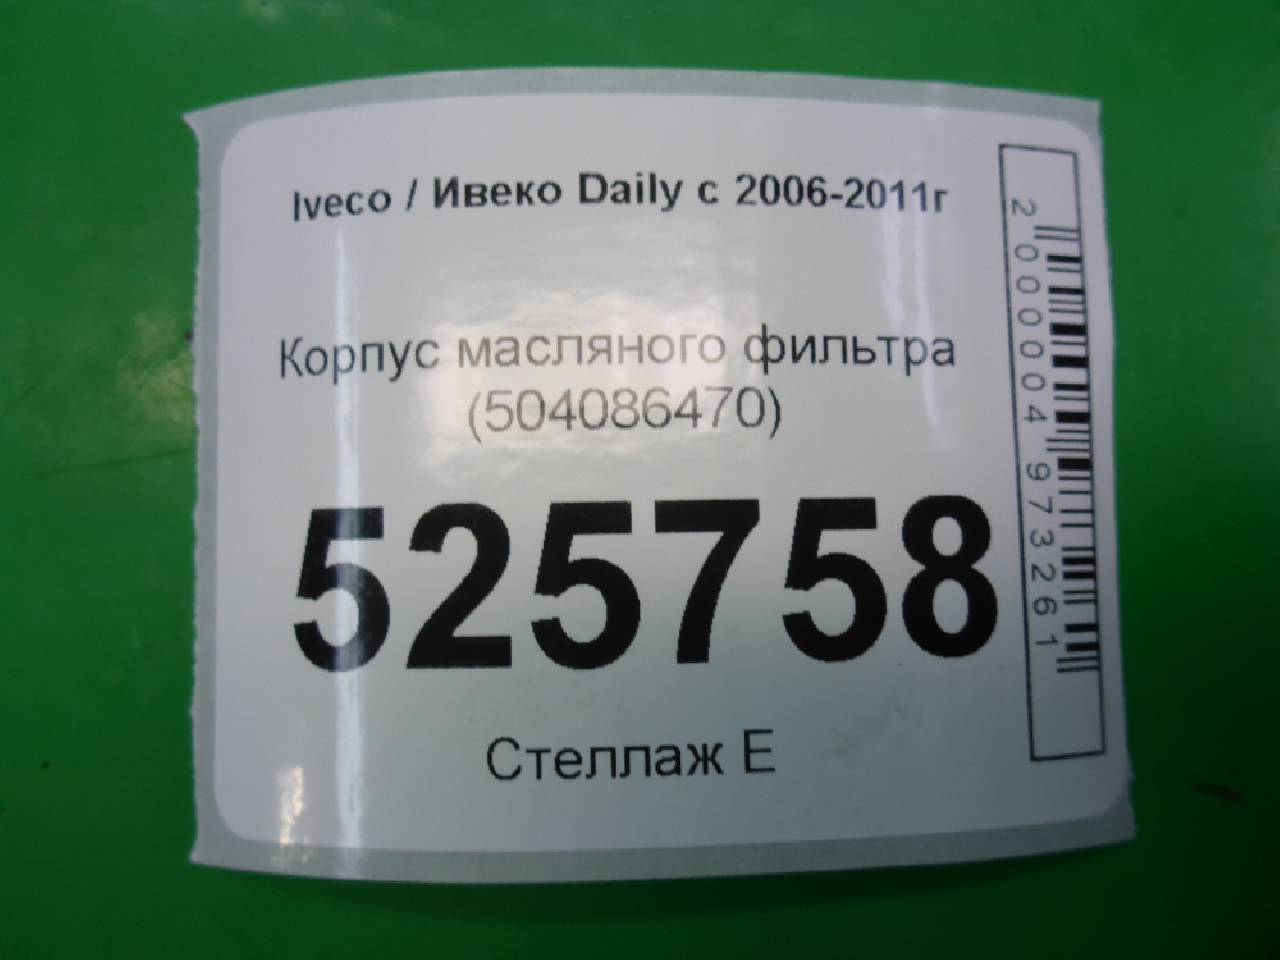 Iveco / Ивеко Daily с 2006-2011г
Корпус масляного фильтра
(504086470)
525758
Стеллаж Е
2000004973261